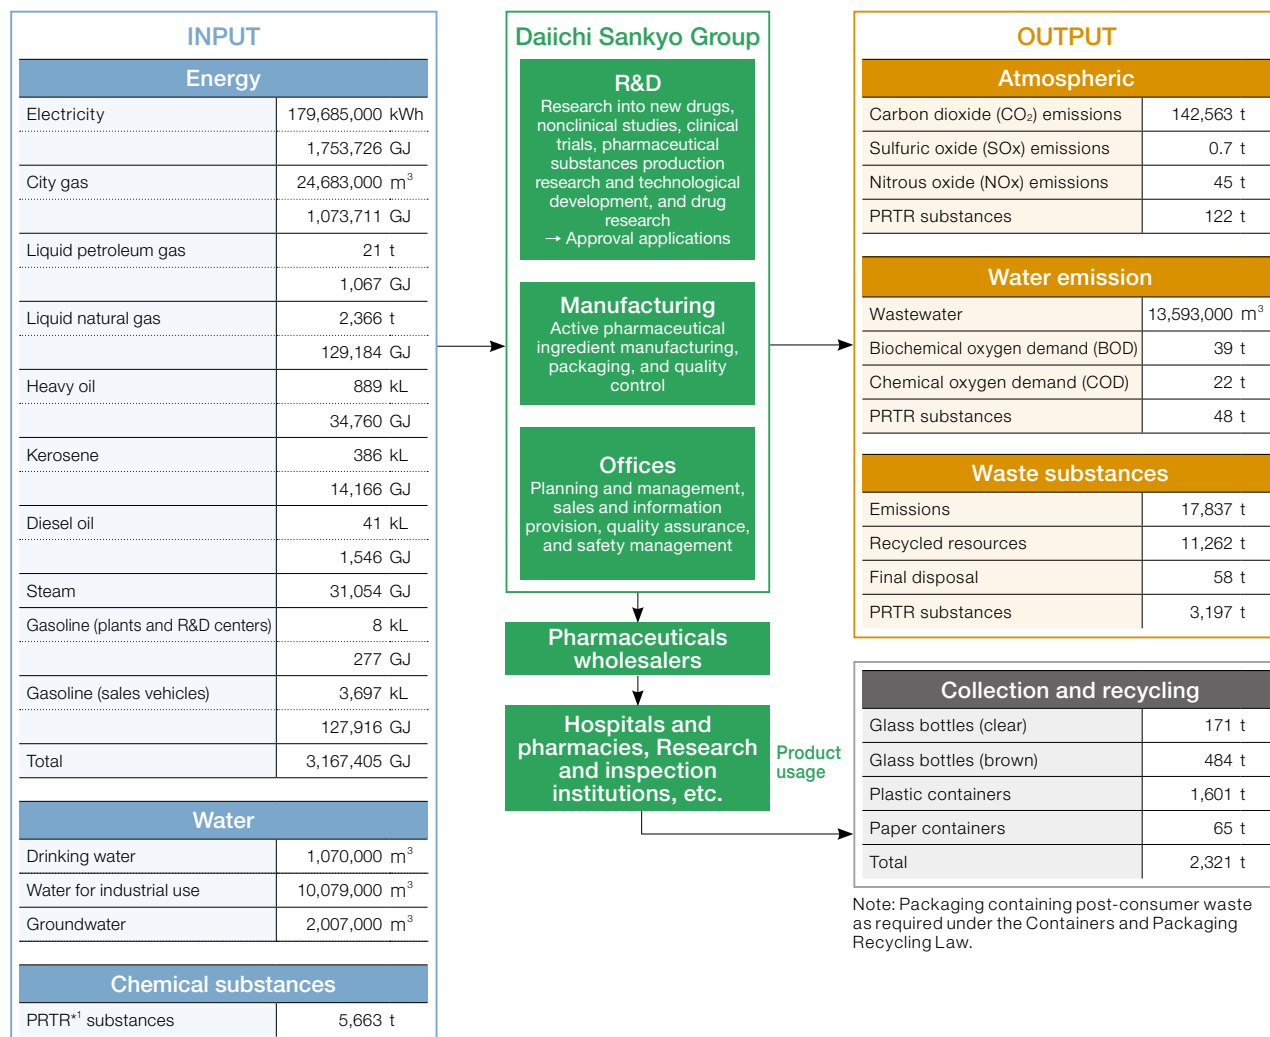 INPUT
Energy
Electricity 179,685,000 kWh
1,753,726 GJ
City gas 24,683,000 m³
1,073,711 GJ
Liquid petroleum gas 21 t
1,067 GJ
Liquid natural gas 2,366 t
129,184 GJ
Heavy oil 889 kL
34,760 GJ
Kerosene 386 kL
14,166 GJ
Diesel oil 41 kL
1,546 GJ
Steam 31,054 GJ
Gasoline (plants and R&D centers) 8 kL
277 GJ
Gasoline (sales vehicles) 3,697 kL
127,916 GJ
Total 3,167,405 GJ
Water
Drinking water 1,070,000 m³
Water for industrial use 10,079,000 m³
Groundwater 2,007,000 m³
Chemical substances
PRTR*¹ substances 5,663 t
Daiichi Sankyo Group
R&D
Research into new drugs,
nonclinical studies, clinical
trials, pharmaceutical
substances production
research and technological
development, and drug
research
→ Approval applications
Manufacturing
Active pharmaceutical
ingredient manufacturing,
packaging, and quality
control
Offices
Planning and management,
sales and information
provision, quality assurance,
and safety management
Pharmaceuticals
wholesalers
Hospitals and
pharmacies, Research
and inspection
institutions, etc.
Product
usage
OUTPUT
Atmospheric
Carbon dioxide (CO₂) emissions 142,563 t
Sulfuric oxide (SOx) emissions 0.7 t
Nitrous oxide (NOx) emissions 45 t
PRTR substances 122 t
Water emission
Wastewater 13,593,000 m³
Biochemical oxygen demand (BOD) 39 t
Chemical oxygen demand (COD) 22 t
PRTR substances 48 t
Waste substances
Emissions 17,837 t
Recycled resources 11,262 t
Final disposal 58 t
PRTR substances 3,197 t
Collection and recycling
Glass bottles (clear) 171 t
Glass bottles (brown) 484 t
Plastic containers 1,601 t
Paper containers 65 t
Total 2,321 t
Note: Packaging containing post-consumer waste
as required under the Containers and Packaging
Recycling Law.